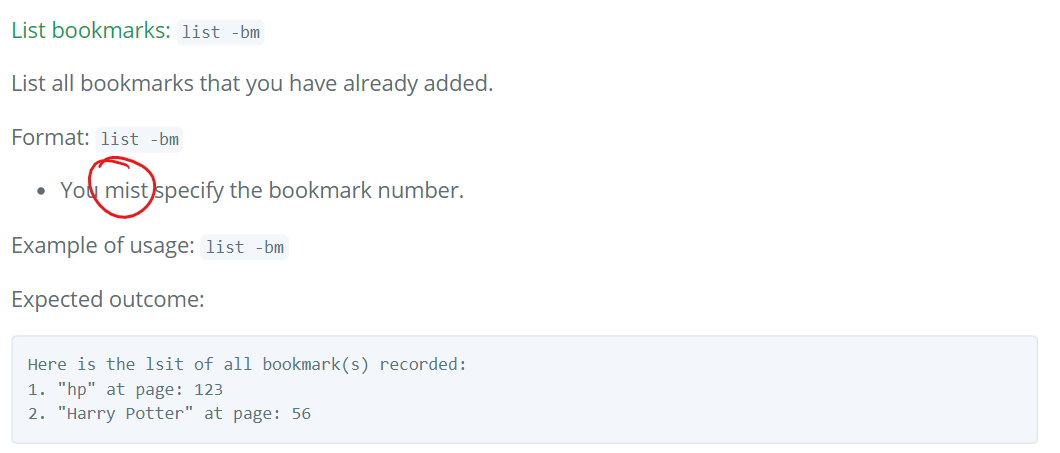 List bookmarks: list -bm
List all bookmarks that you have already added.
Format: list -bm
• You mist specify the bookmark number.
Example of usage: list -bm
Expected outcome:
Here is the lsit of all bookmark(s) recorded:
1. "hp" at page: 123
2. "Harry Potter" at page: 56